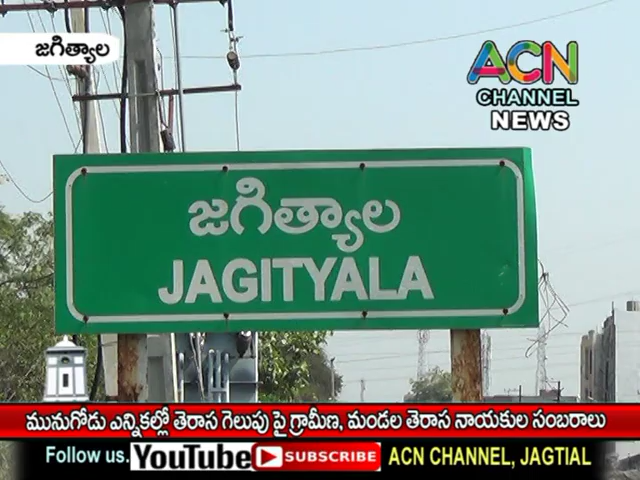 జగిత్యాల
ACN
CHANNEL
NEWS
జగిత్యాల
JAGITYALA
మునుగోడు ఎన్నికల్లో తెరాస గెలుపు పై గ్రామీణ, మండల తెరాస నాయకుల సంబరాలు
Follow us. YouTube SUBSCRIBE ACN CHANNEL, JAGTIAL